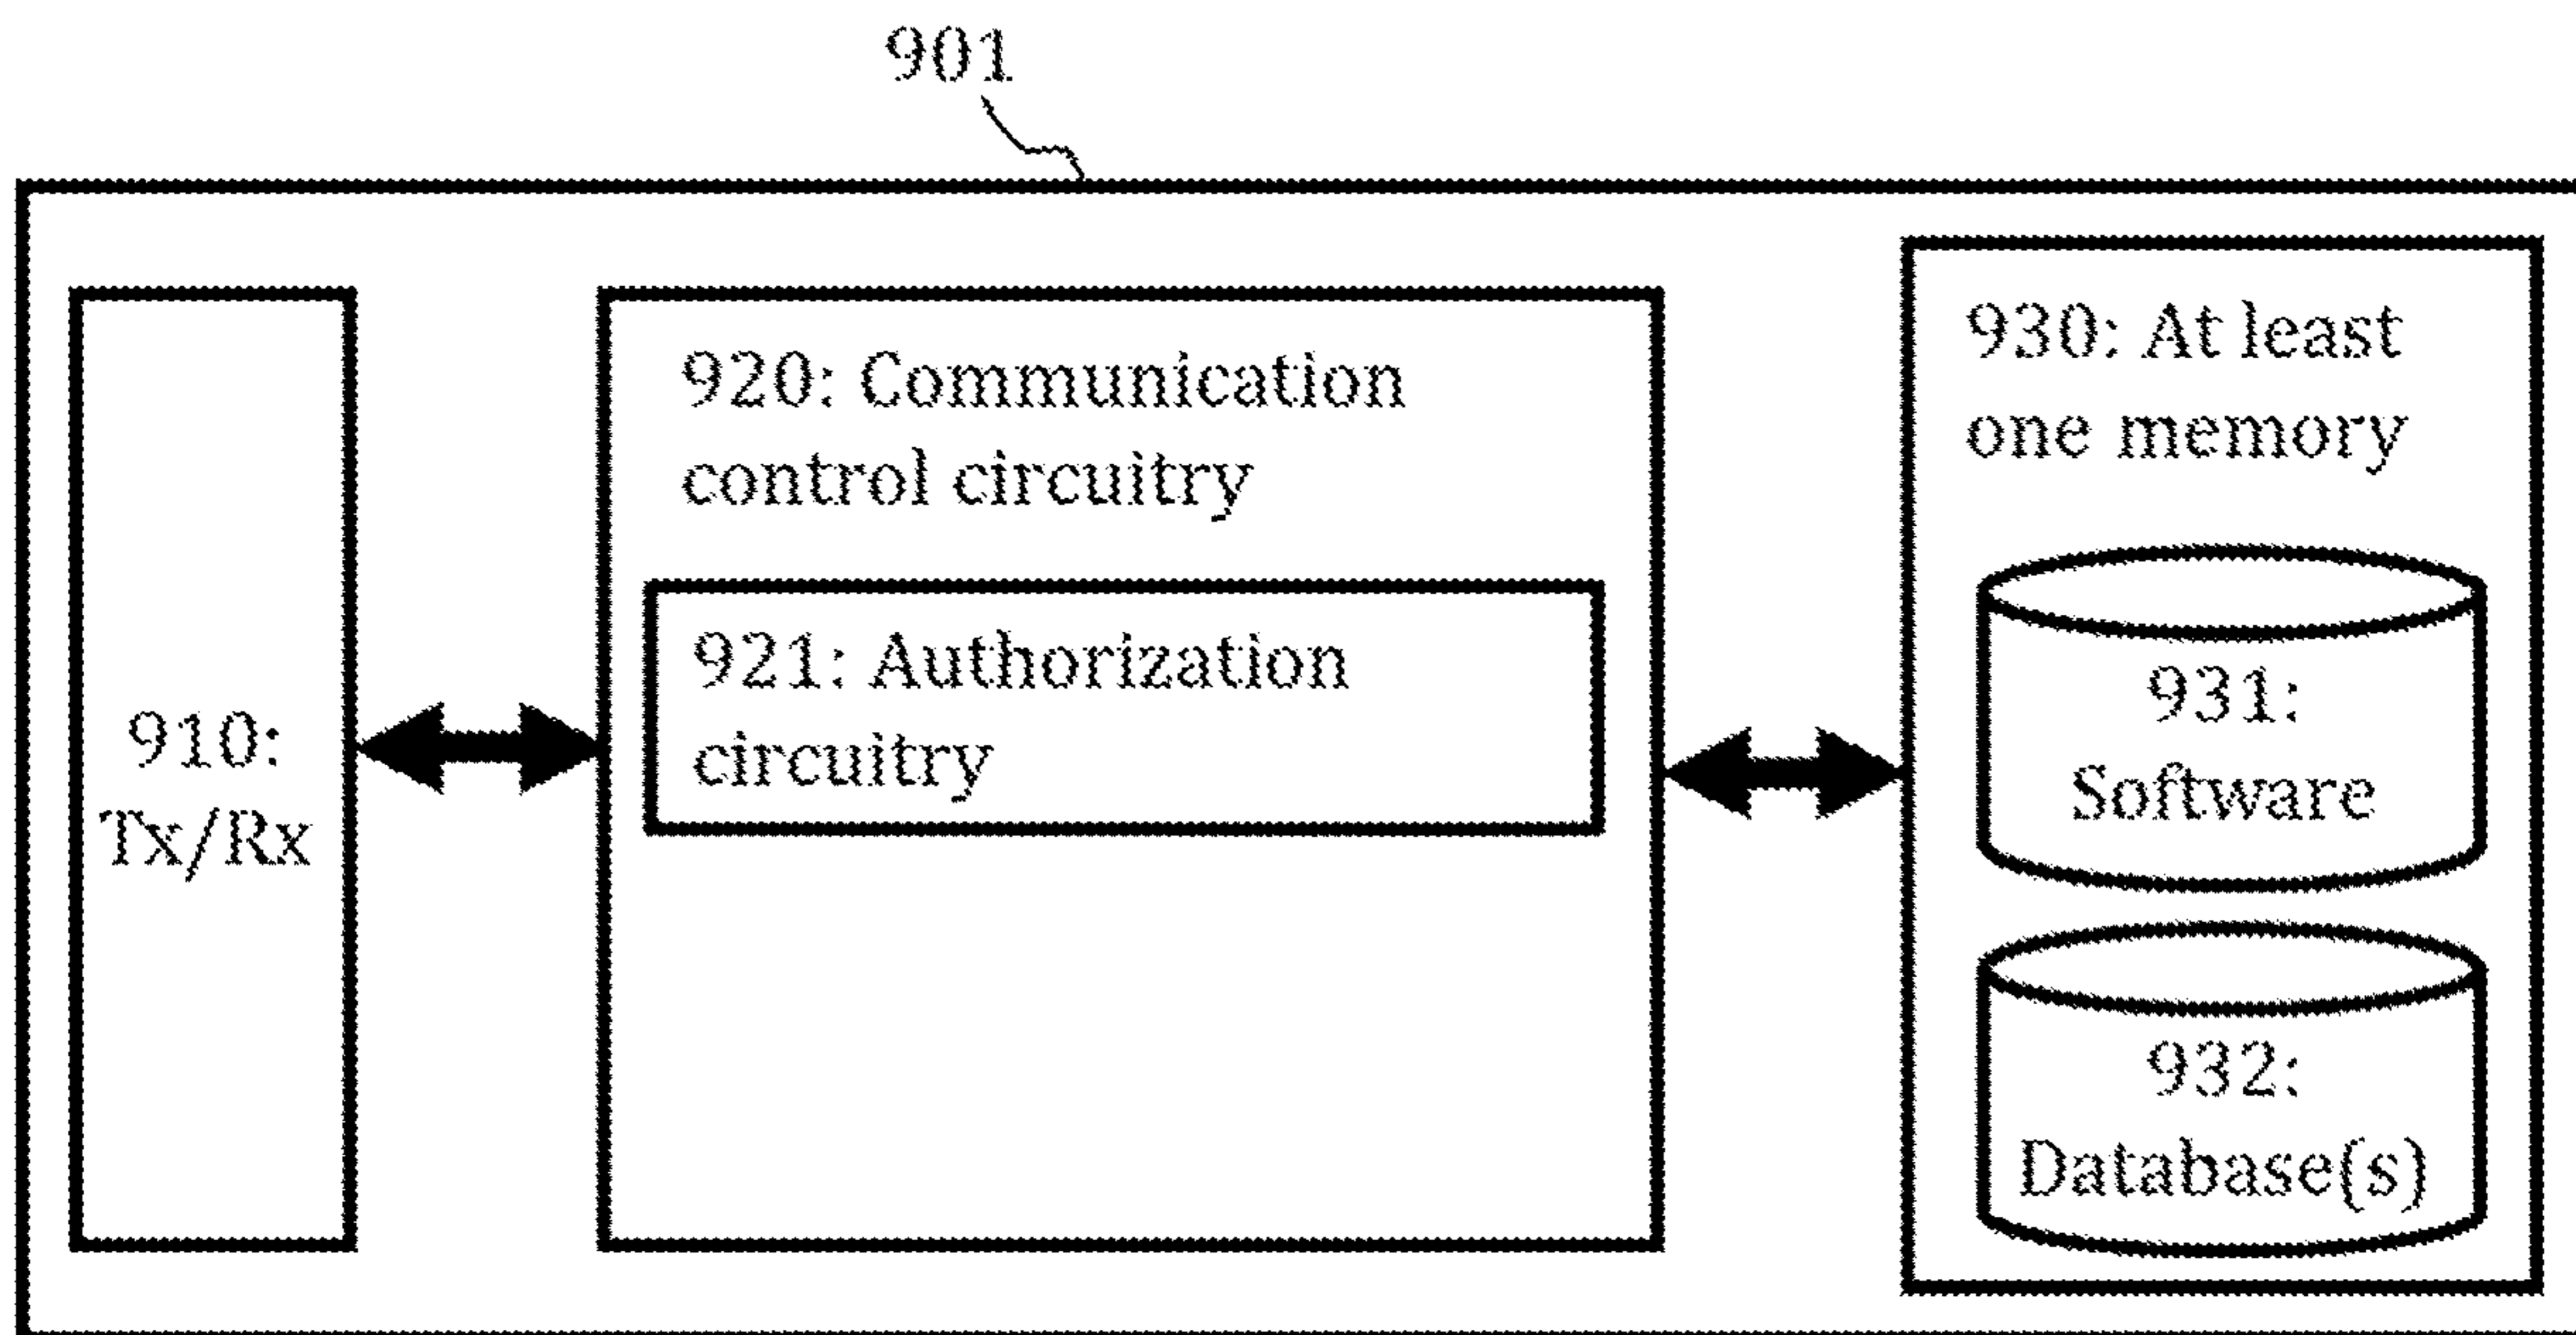 901
910:
Tx/Rx
920: Communication
control circuitry
921: Authorization
circuitry
930: At least
one memory
931:
Software
932:
Database(s)